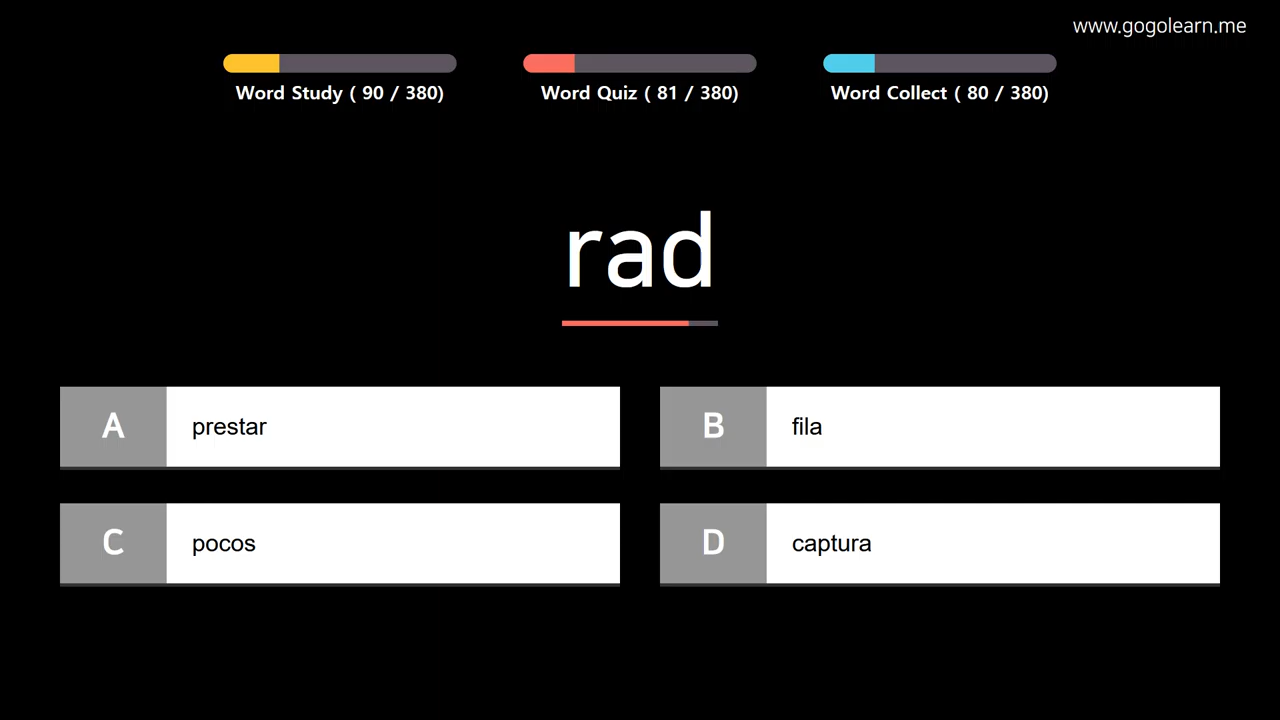 www.gogolearn.me
Word Study ( 90 / 380)
Word Quiz ( 81 / 380)
Word Collect ( 80 / 380)
rad
A prestar
B fila
C pocos
D captura